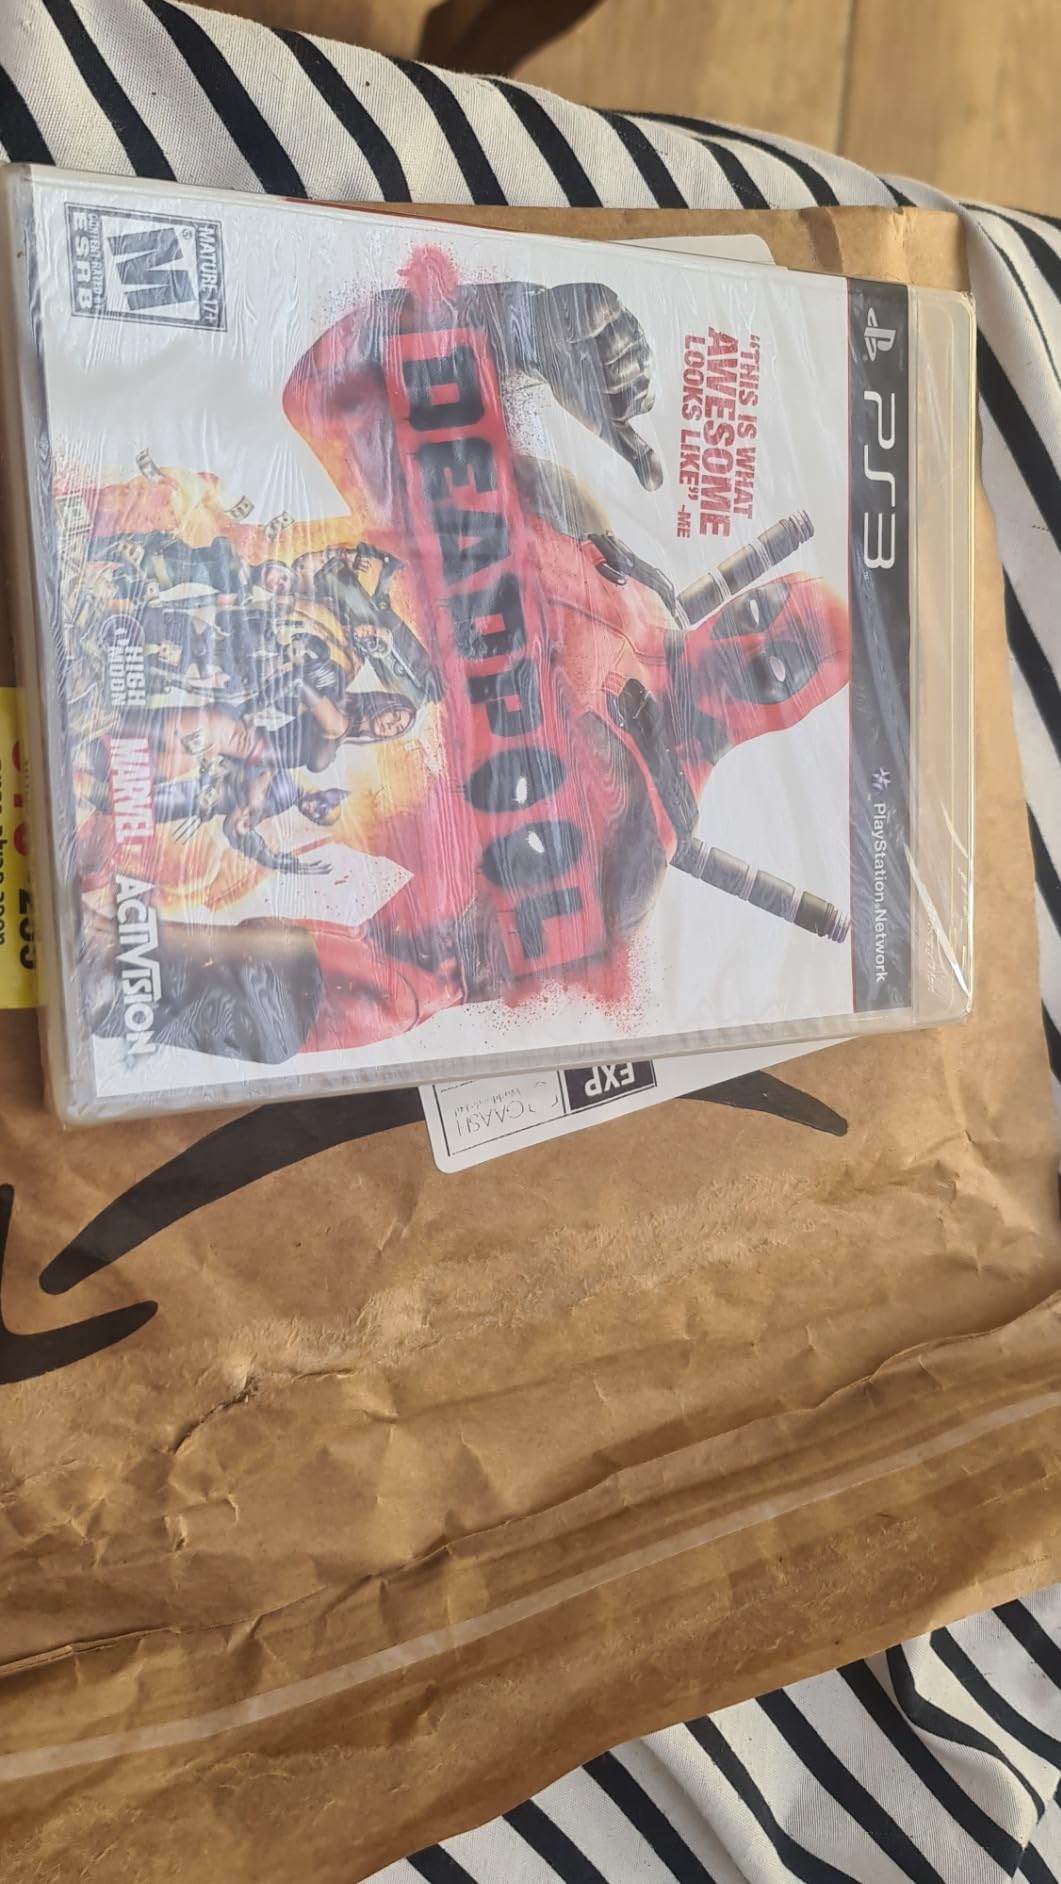 PS3
PlayStation Network
"THIS IS WHAT
AWESOME
LOOKS LIKE" -ME
DEADPOOL
MATURE 17+
M
CONTENT RATED BY
ESRB
HIGH
MOON
MARVEL
ACTIVISION
EXP